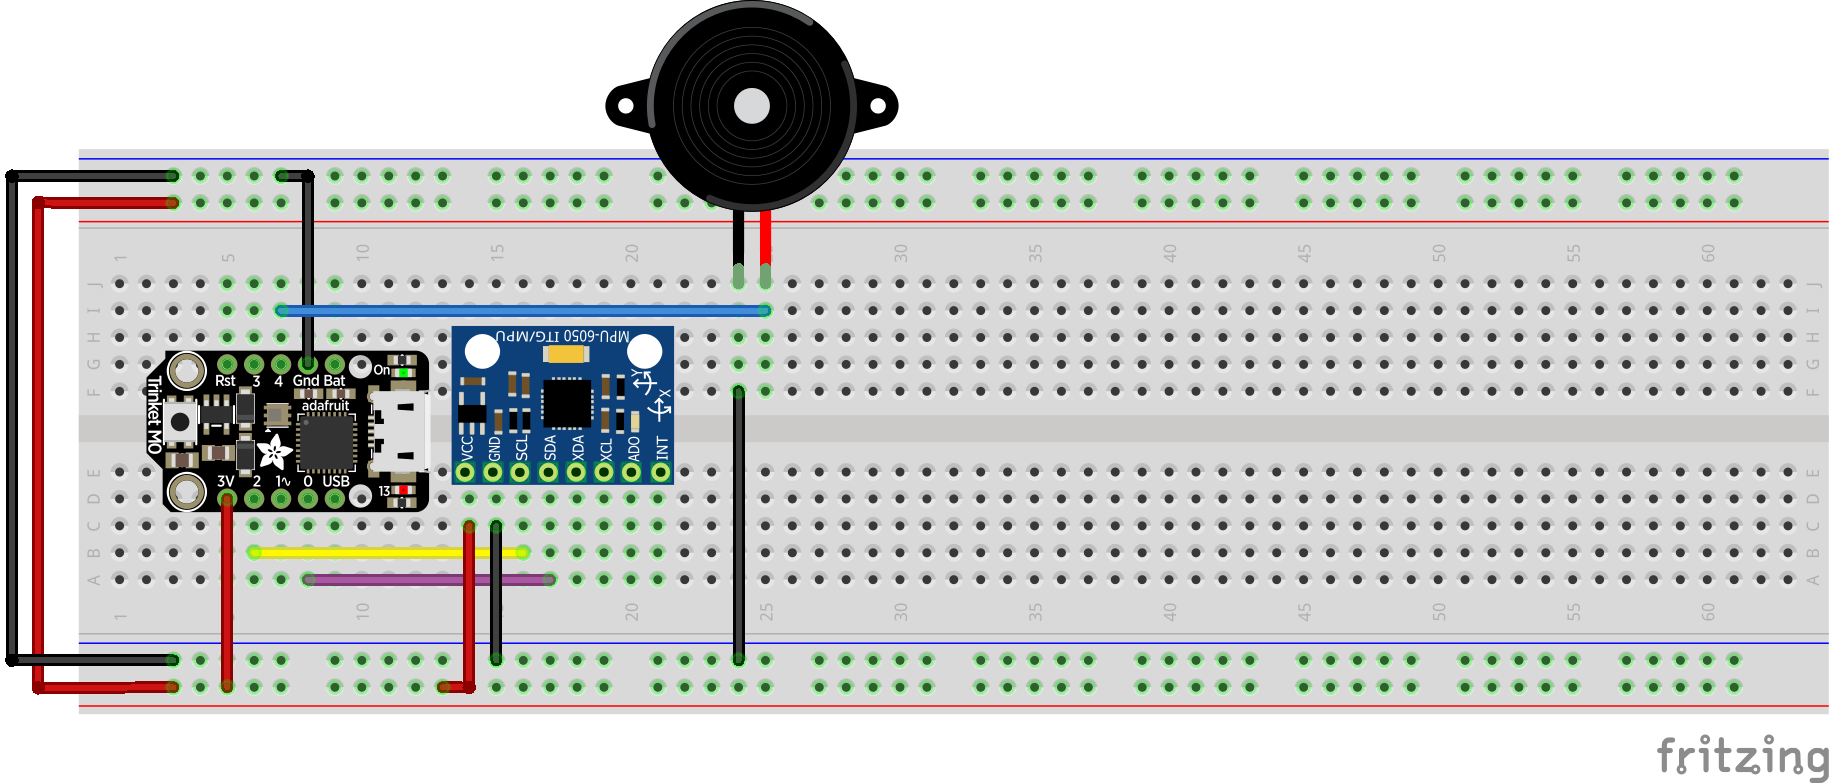 1 5 10 15 20 25 30 35 40 45 50 55 60
J J
I I
H H
G G
F F
MPU-6050 ITG/MPU
Y
X
VCC GND SCL SDA XDA XCL ADO INT
Trinket M0
Rst 3 4 Gnd Bat
On
adafruit
3V 2 1~ 0 USB
13
E E
D D
C C
B B
A A
1 10 20 25 30 35 40 45 50 55 60
fritzing